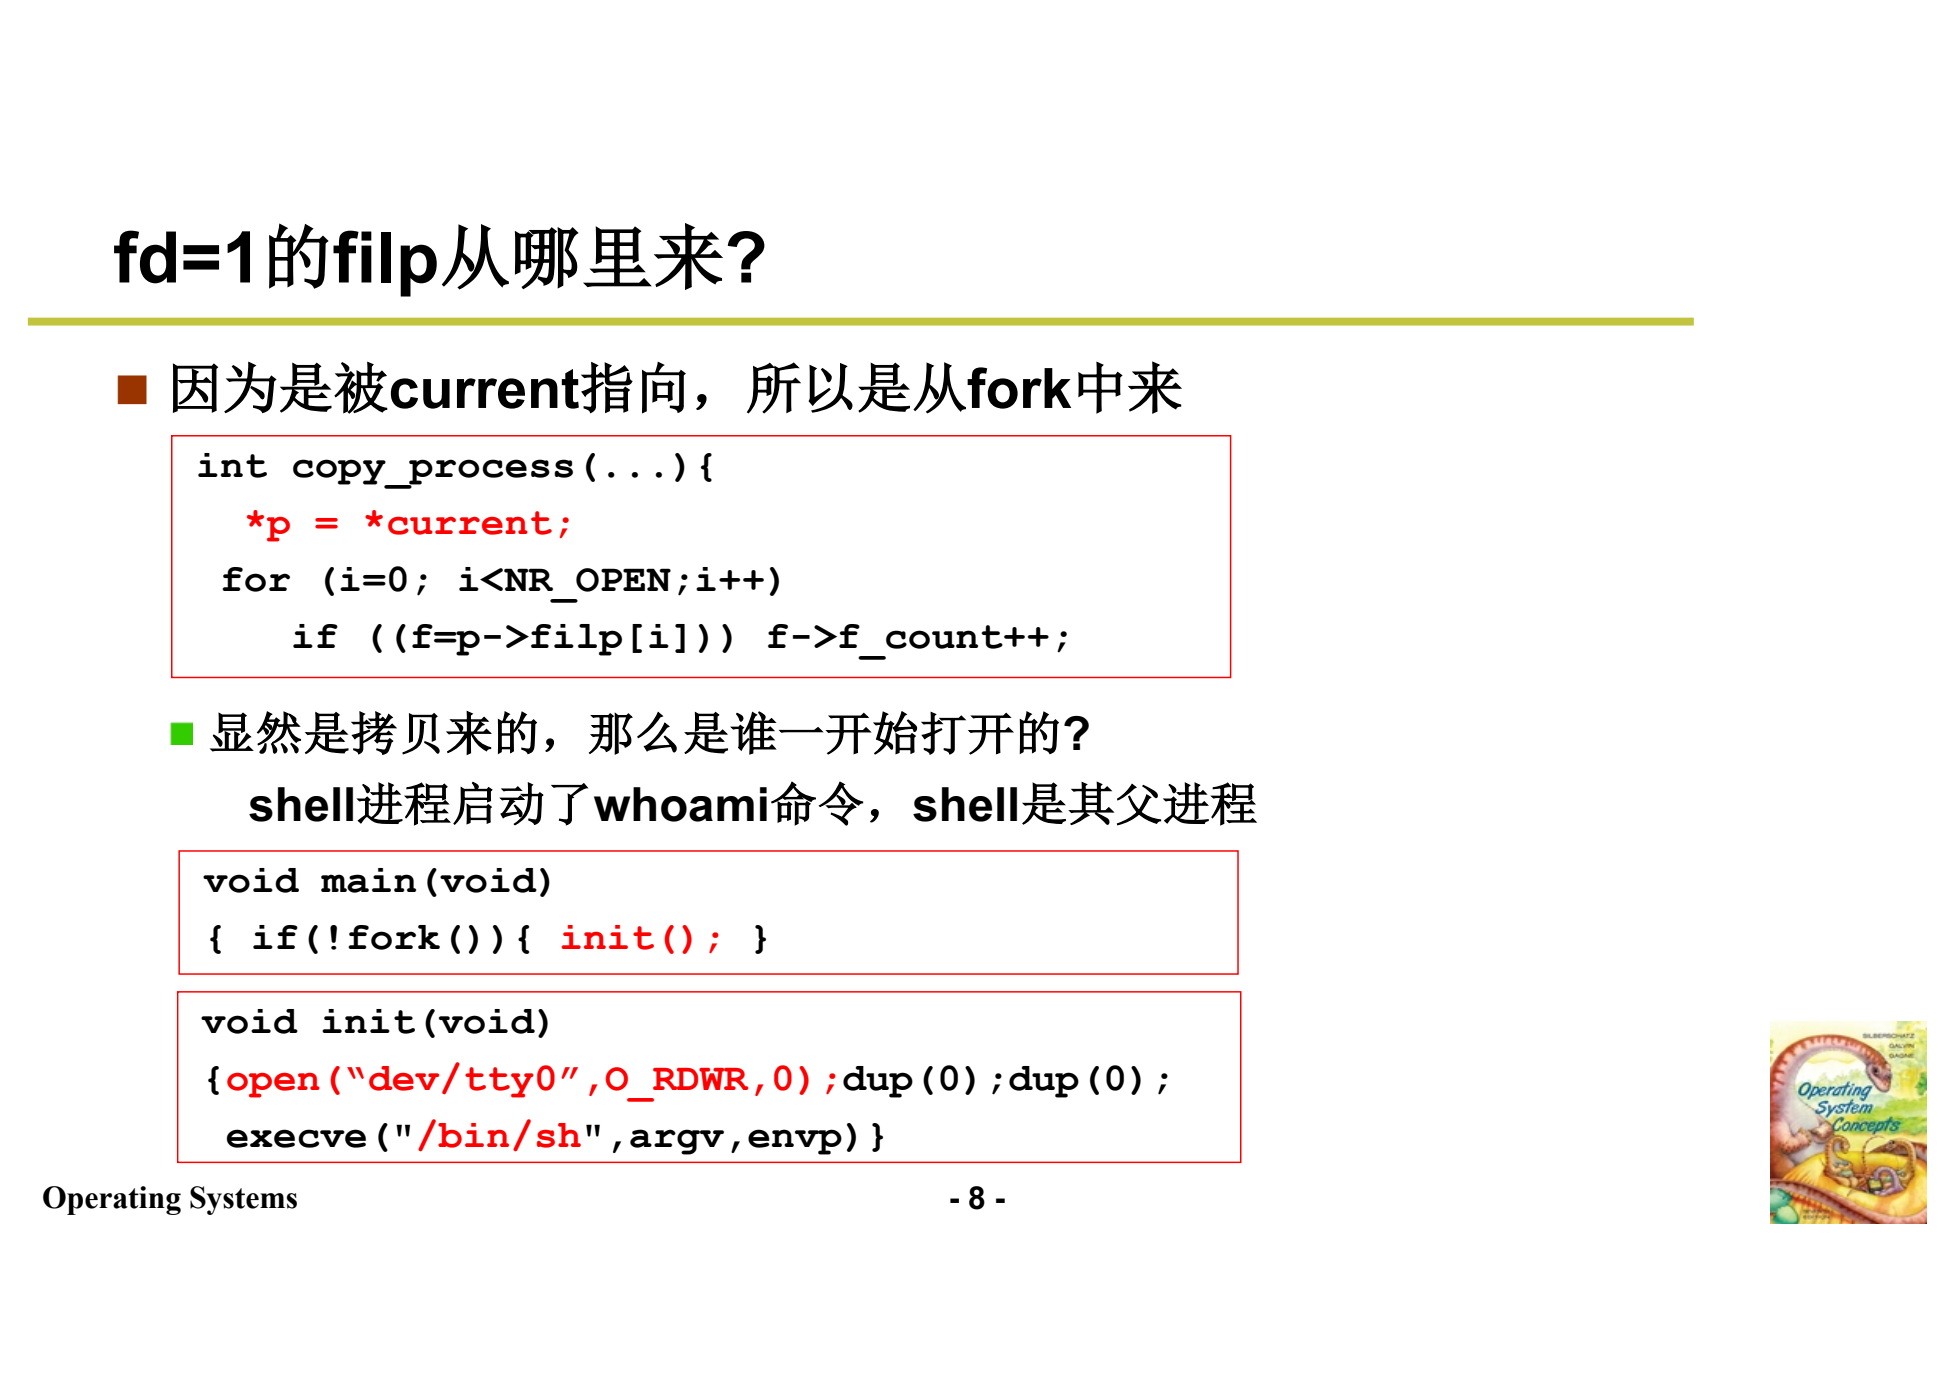 fd=1的filp从哪里来?
因为是被current指向，所以是从fork中来
int copy_process(...){
*p = *current;
for (i=0; i<NR_OPEN;i++)
if ((f=p->filp[i])) f->f_count++;
显然是拷贝来的，那么是谁一开始打开的?
shell进程启动了whoami命令，shell是其父进程
void main(void)
{ if(!fork()){ init(); }
void init(void)
{open(“dev/tty0”,O_RDWR,0);dup(0);dup(0);
execve("/bin/sh",argv,envp)}
SILBERSCHATZ
GALVIN
GAGNE
Operating
System
Concepts
Operating Systems
- 8 -